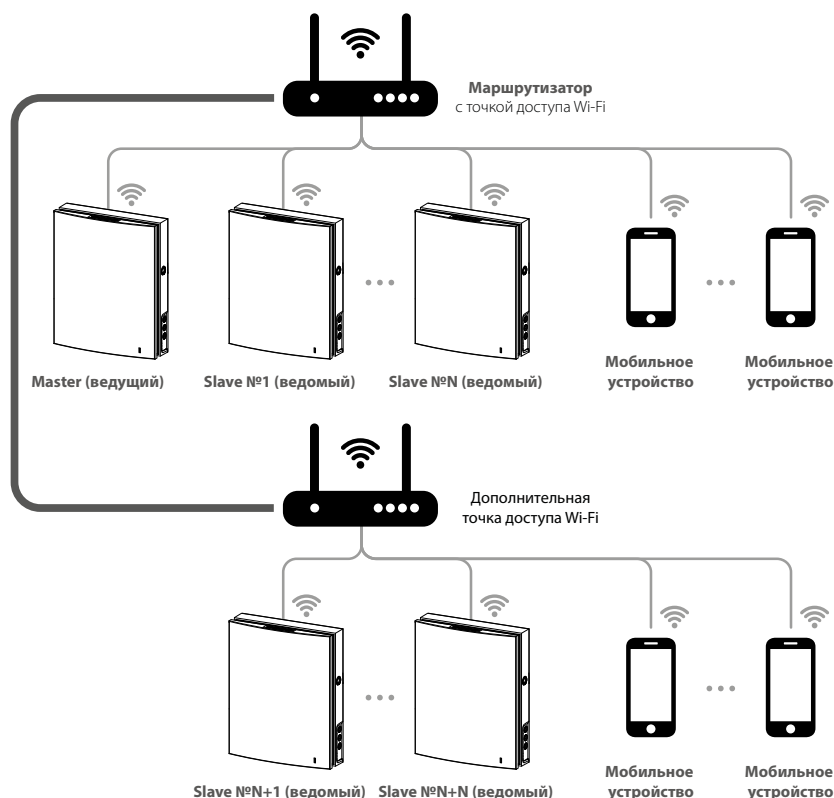 Маршрутизатор
с точкой доступа Wi-Fi
Master (ведущий)
Slave №1 (ведомый)
Slave №N (ведомый)
Мобильное
устройство
Мобильное
устройство
Дополнительная
точка доступа Wi-Fi
Slave №N+1 (ведомый)
Slave №N+N (ведомый)
Мобильное
устройство
Мобильное
устройство